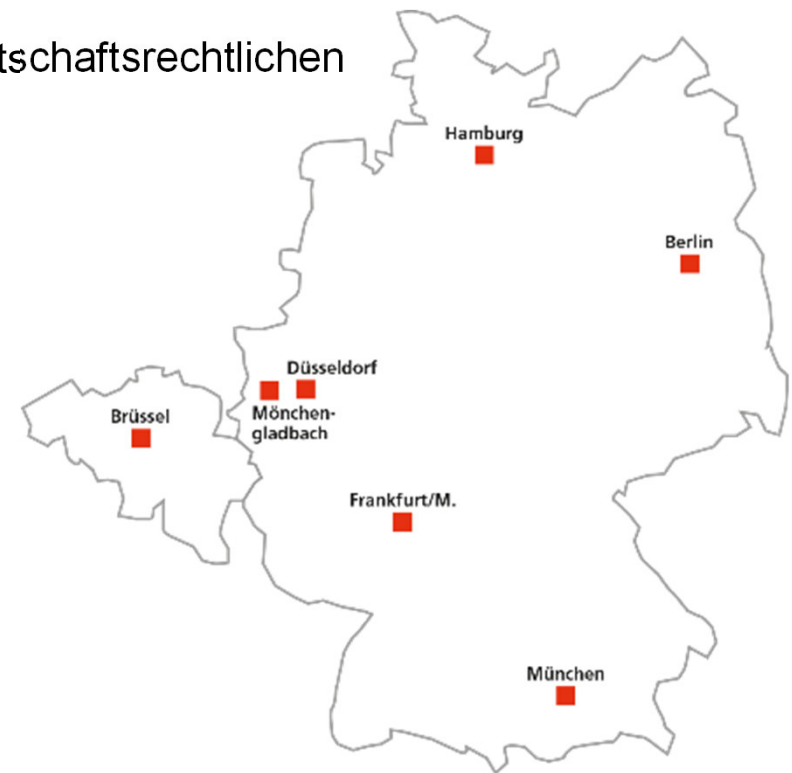 tschaftsrechtlichen
Hamburg
Berlin
Düsseldorf
Mönchen-
gladbach
Brüssel
Frankfurt/M.
München